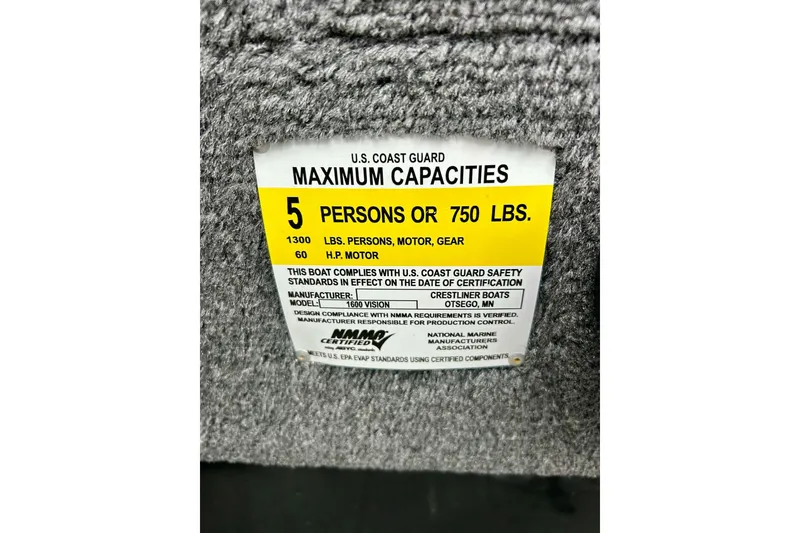 U.S. COAST GUARD
MAXIMUM CAPACITIES
5 PERSONS OR 750 LBS.
1300 LBS. PERSONS, MOTOR, GEAR
60 H.P. MOTOR
THIS BOAT COMPLIES WITH U.S. COAST GUARD SAFETY
STANDARDS IN EFFECT ON THE DATE OF CERTIFICATION
MANUFACTURER: CRESTLINER BOATS
MODEL: 1600 VISION OTSEGO, MN
DESIGN COMPLIANCE WITH NMMA REQUIREMENTS IS VERIFIED.
MANUFACTURER RESPONSIBLE FOR PRODUCTION CONTROL.
NMMA
CERTIFIED
using ABYC standards
NATIONAL MARINE
MANUFACTURERS
ASSOCIATION
MEETS U.S. EPA EVAP STANDARDS USING CERTIFIED COMPONENTS